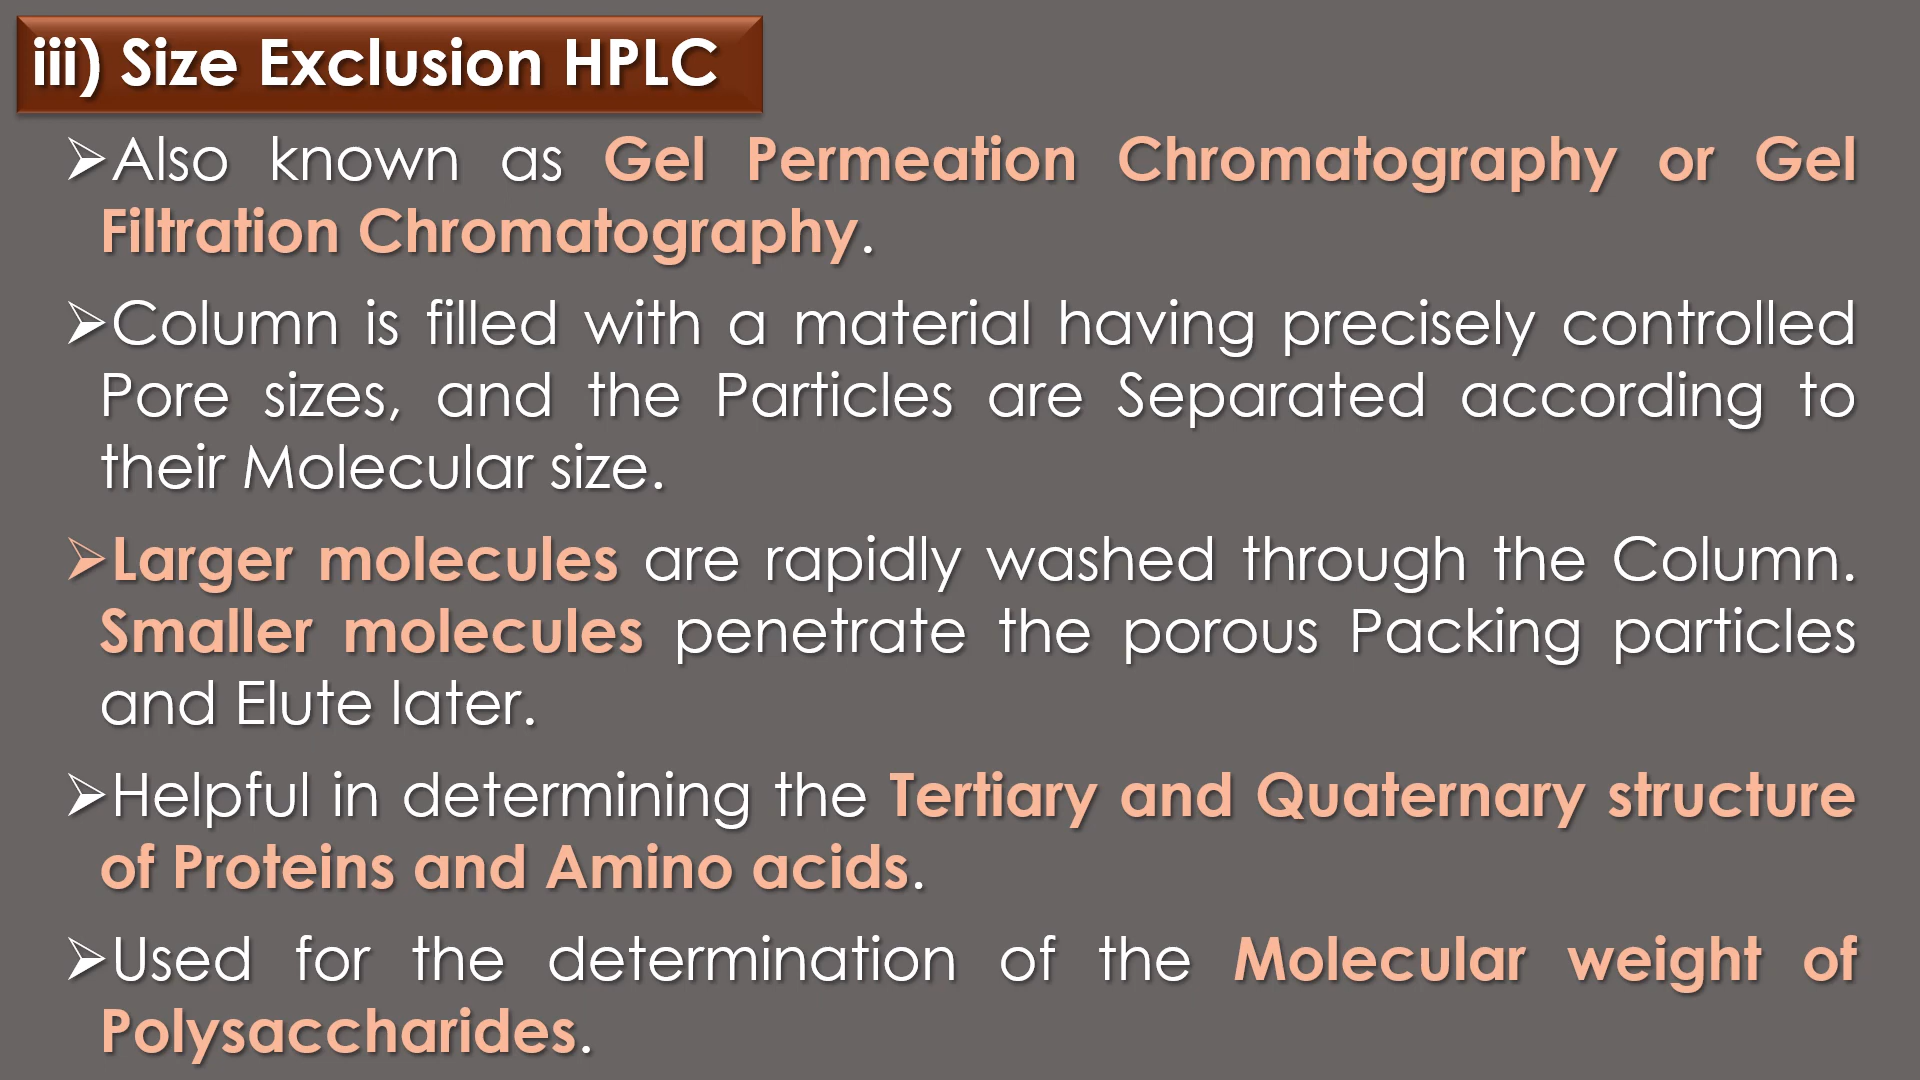 iii) Size Exclusion HPLC
➢Also known as Gel Permeation Chromatography or Gel
Filtration Chromatography.
➢Column is filled with a material having precisely controlled
Pore sizes, and the Particles are Separated according to
their Molecular size.
➢Larger molecules are rapidly washed through the Column.
Smaller molecules penetrate the porous Packing particles
and Elute later.
➢Helpful in determining the Tertiary and Quaternary structure
of Proteins and Amino acids.
➢Used for the determination of the Molecular weight of
Polysaccharides.